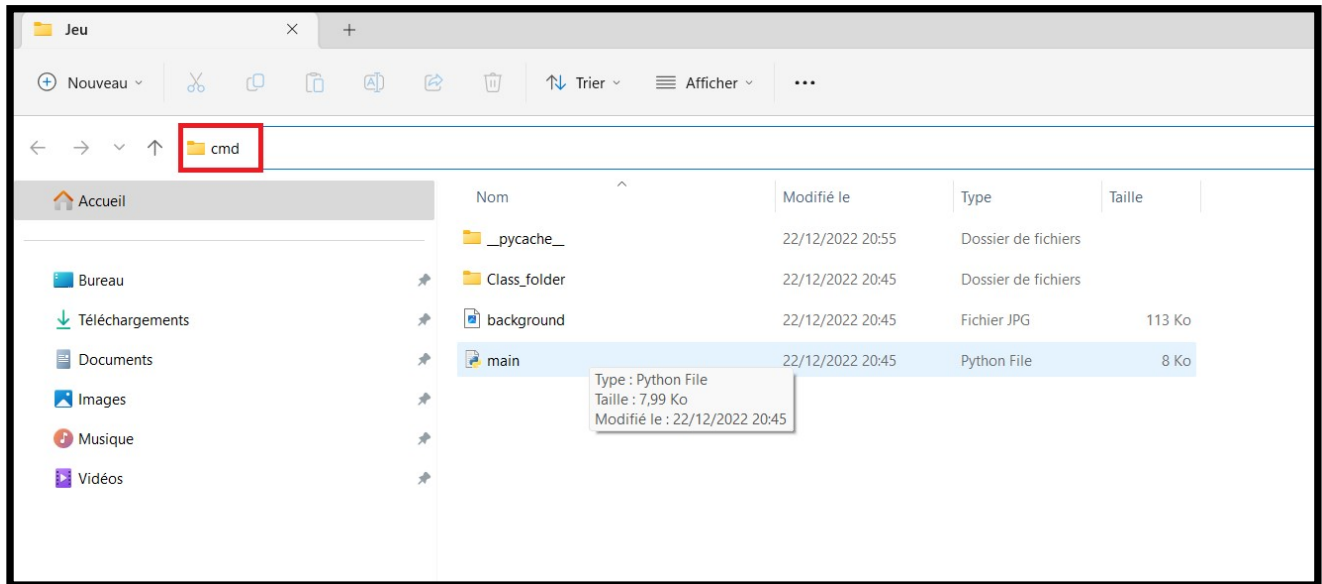 Jeu
Nouveau
Trier
Afficher
cmd
Accueil
Nom Modifié le Type Taille
__pycache__ 22/12/2022 20:55 Dossier de fichiers
Bureau
Class_folder 22/12/2022 20:45 Dossier de fichiers
Téléchargements
background 22/12/2022 20:45 Fichier JPG 113 Ko
Documents
main 22/12/2022 20:45 Python File 8 Ko
Type : Python File
Taille : 7,99 Ko
Modifié le : 22/12/2022 20:45
Images
Musique
Vidéos